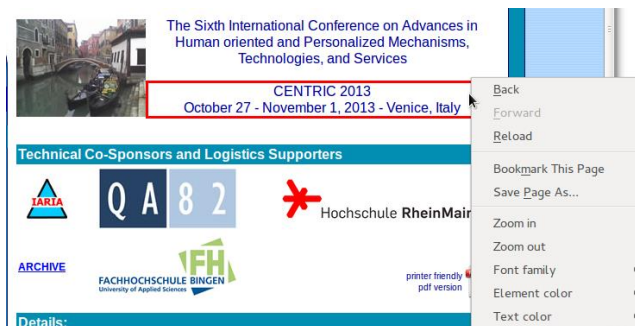 The Sixth International Conference on Advances in
Human oriented and Personalized Mechanisms,
Technologies, and Services
CENTRIC 2013
October 27 - November 1, 2013 - Venice, Italy
Back
Forward
Reload
Bookmark This Page
Save Page As...
Zoom in
Zoom out
Font family
Element color
Text color
Technical Co-Sponsors and Logistics Supporters
IARIA
QA82
Hochschule RheinMain
ARCHIVE
FH
FACHHOCHSCHULE BINGEN
University of Applied Sciences
printer friendly
pdf version
Details: